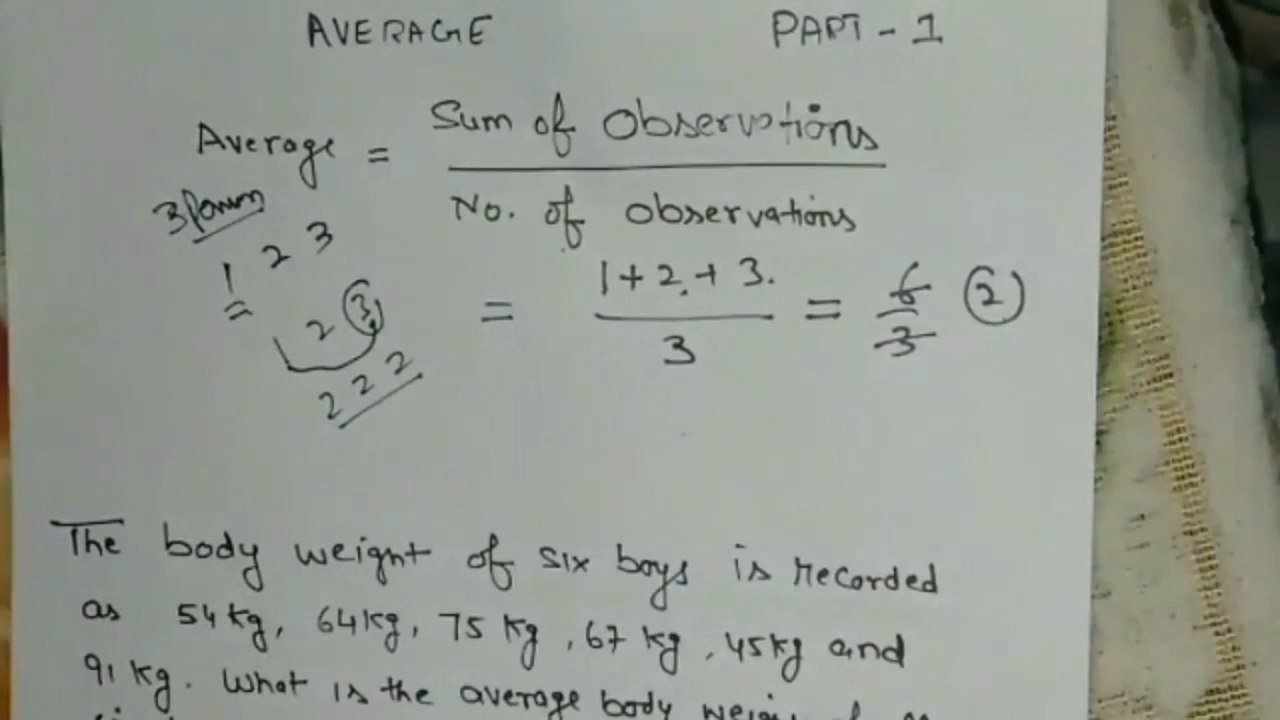 AVERAGE PART - 1
Average = Sum of Observations
No. of observations
3
1 2 3
= 2 3
2 2 2
= 1 + 2 + 3 / 3 = 6/3 2
The body weight of six boys is recorded
as 54 kg, 64 kg, 75 kg, 67 kg, 45 kg and
91 kg. What is the average body